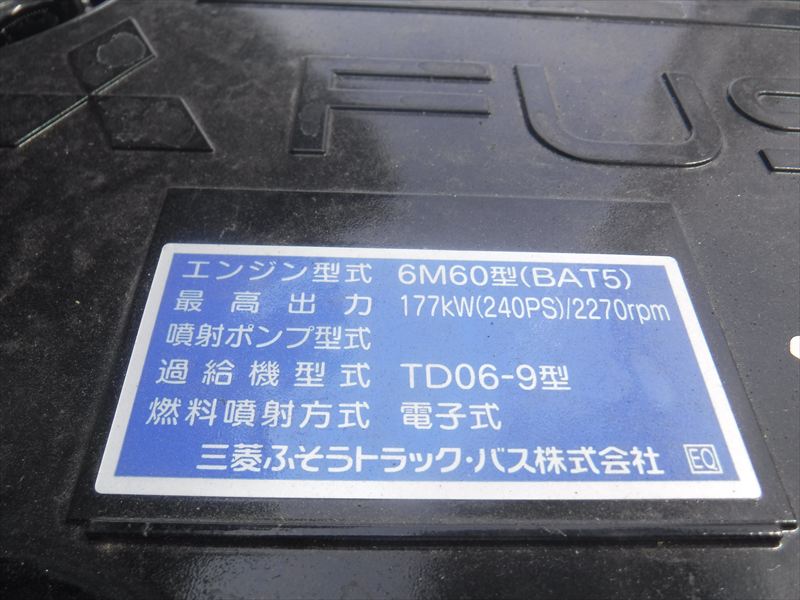 FUS
エンジン型式 6M60型(BAT5)
最高出力 177kW(240PS)/2270rpm
噴射ポンプ型式
過給機型式 TD06-9型
燃料噴射方式 電子式
三菱ふそうトラック・バス株式会社 EQ